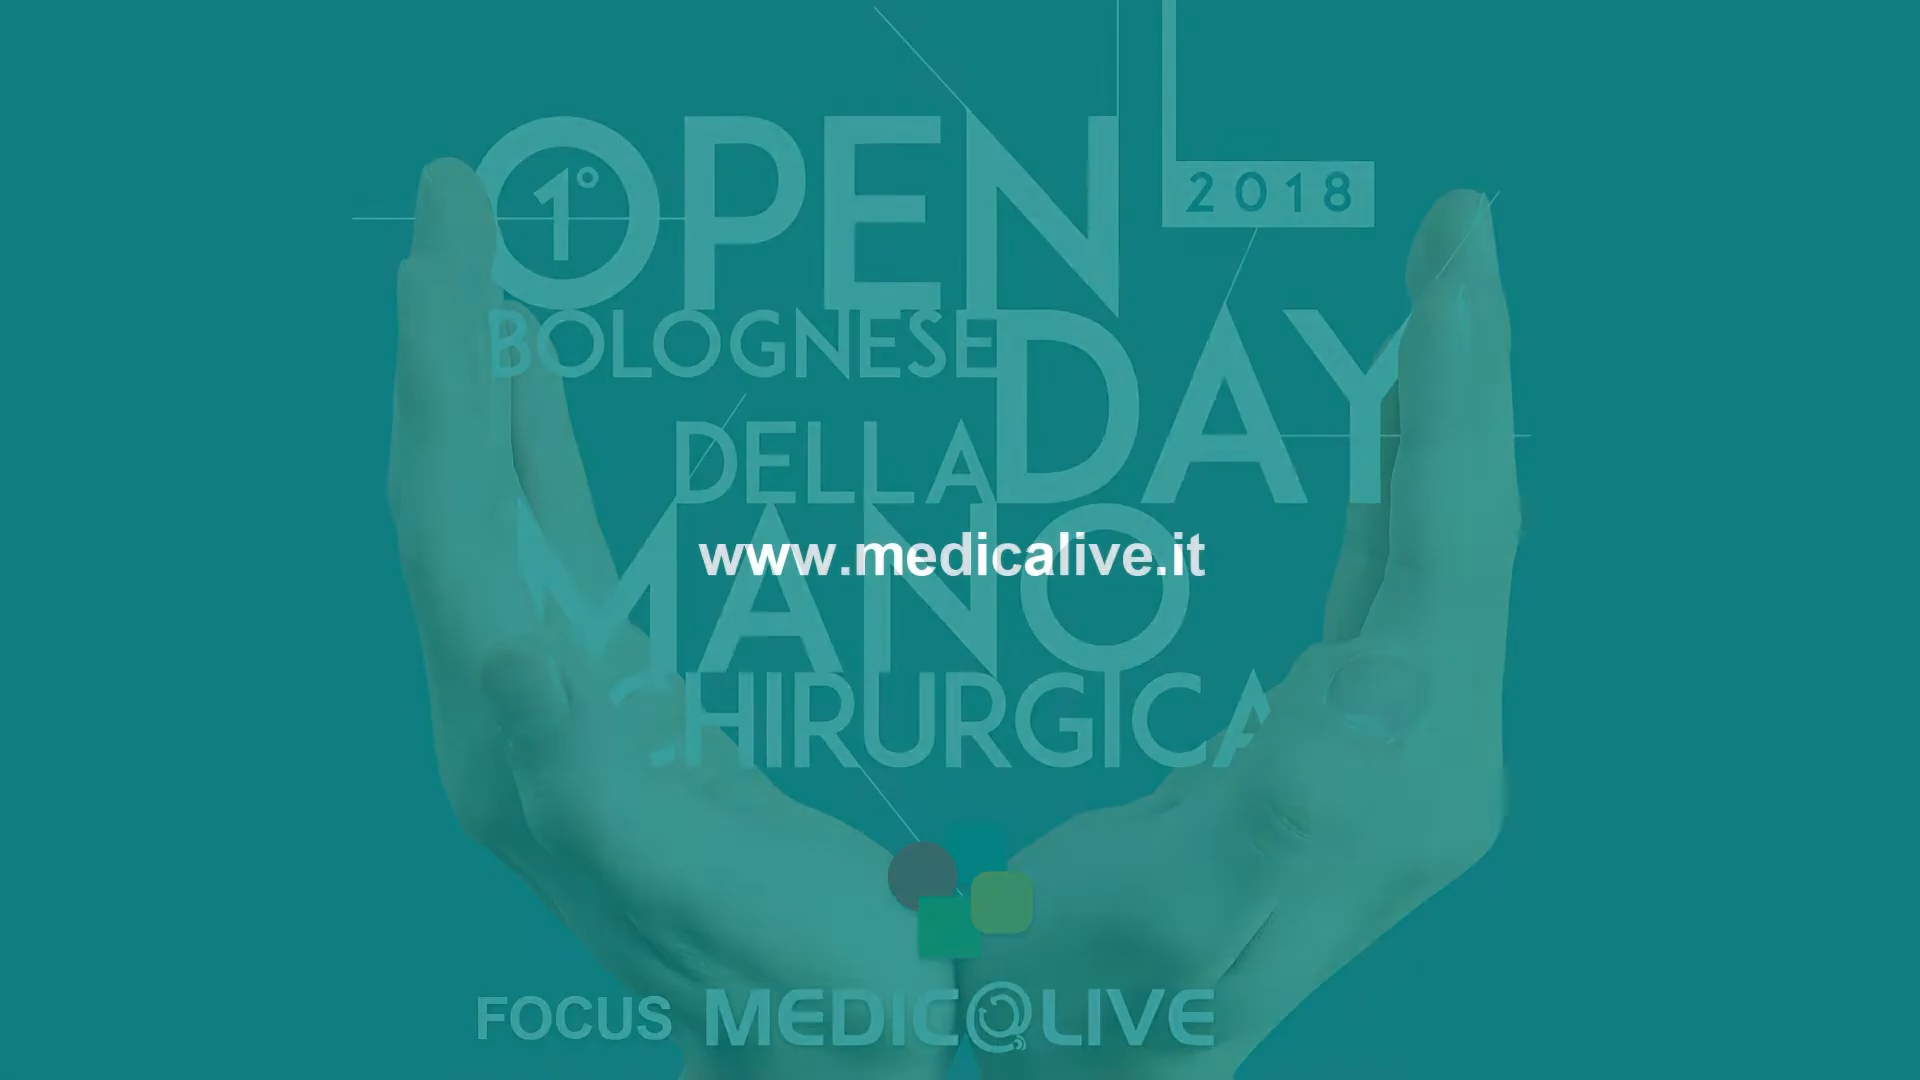 1°
OPEN
2018
BOLOGNESE
DAY
DELLA
MANO
www.medicalive.it
CHIRURGICA
FOCUS MEDIC@LIVE